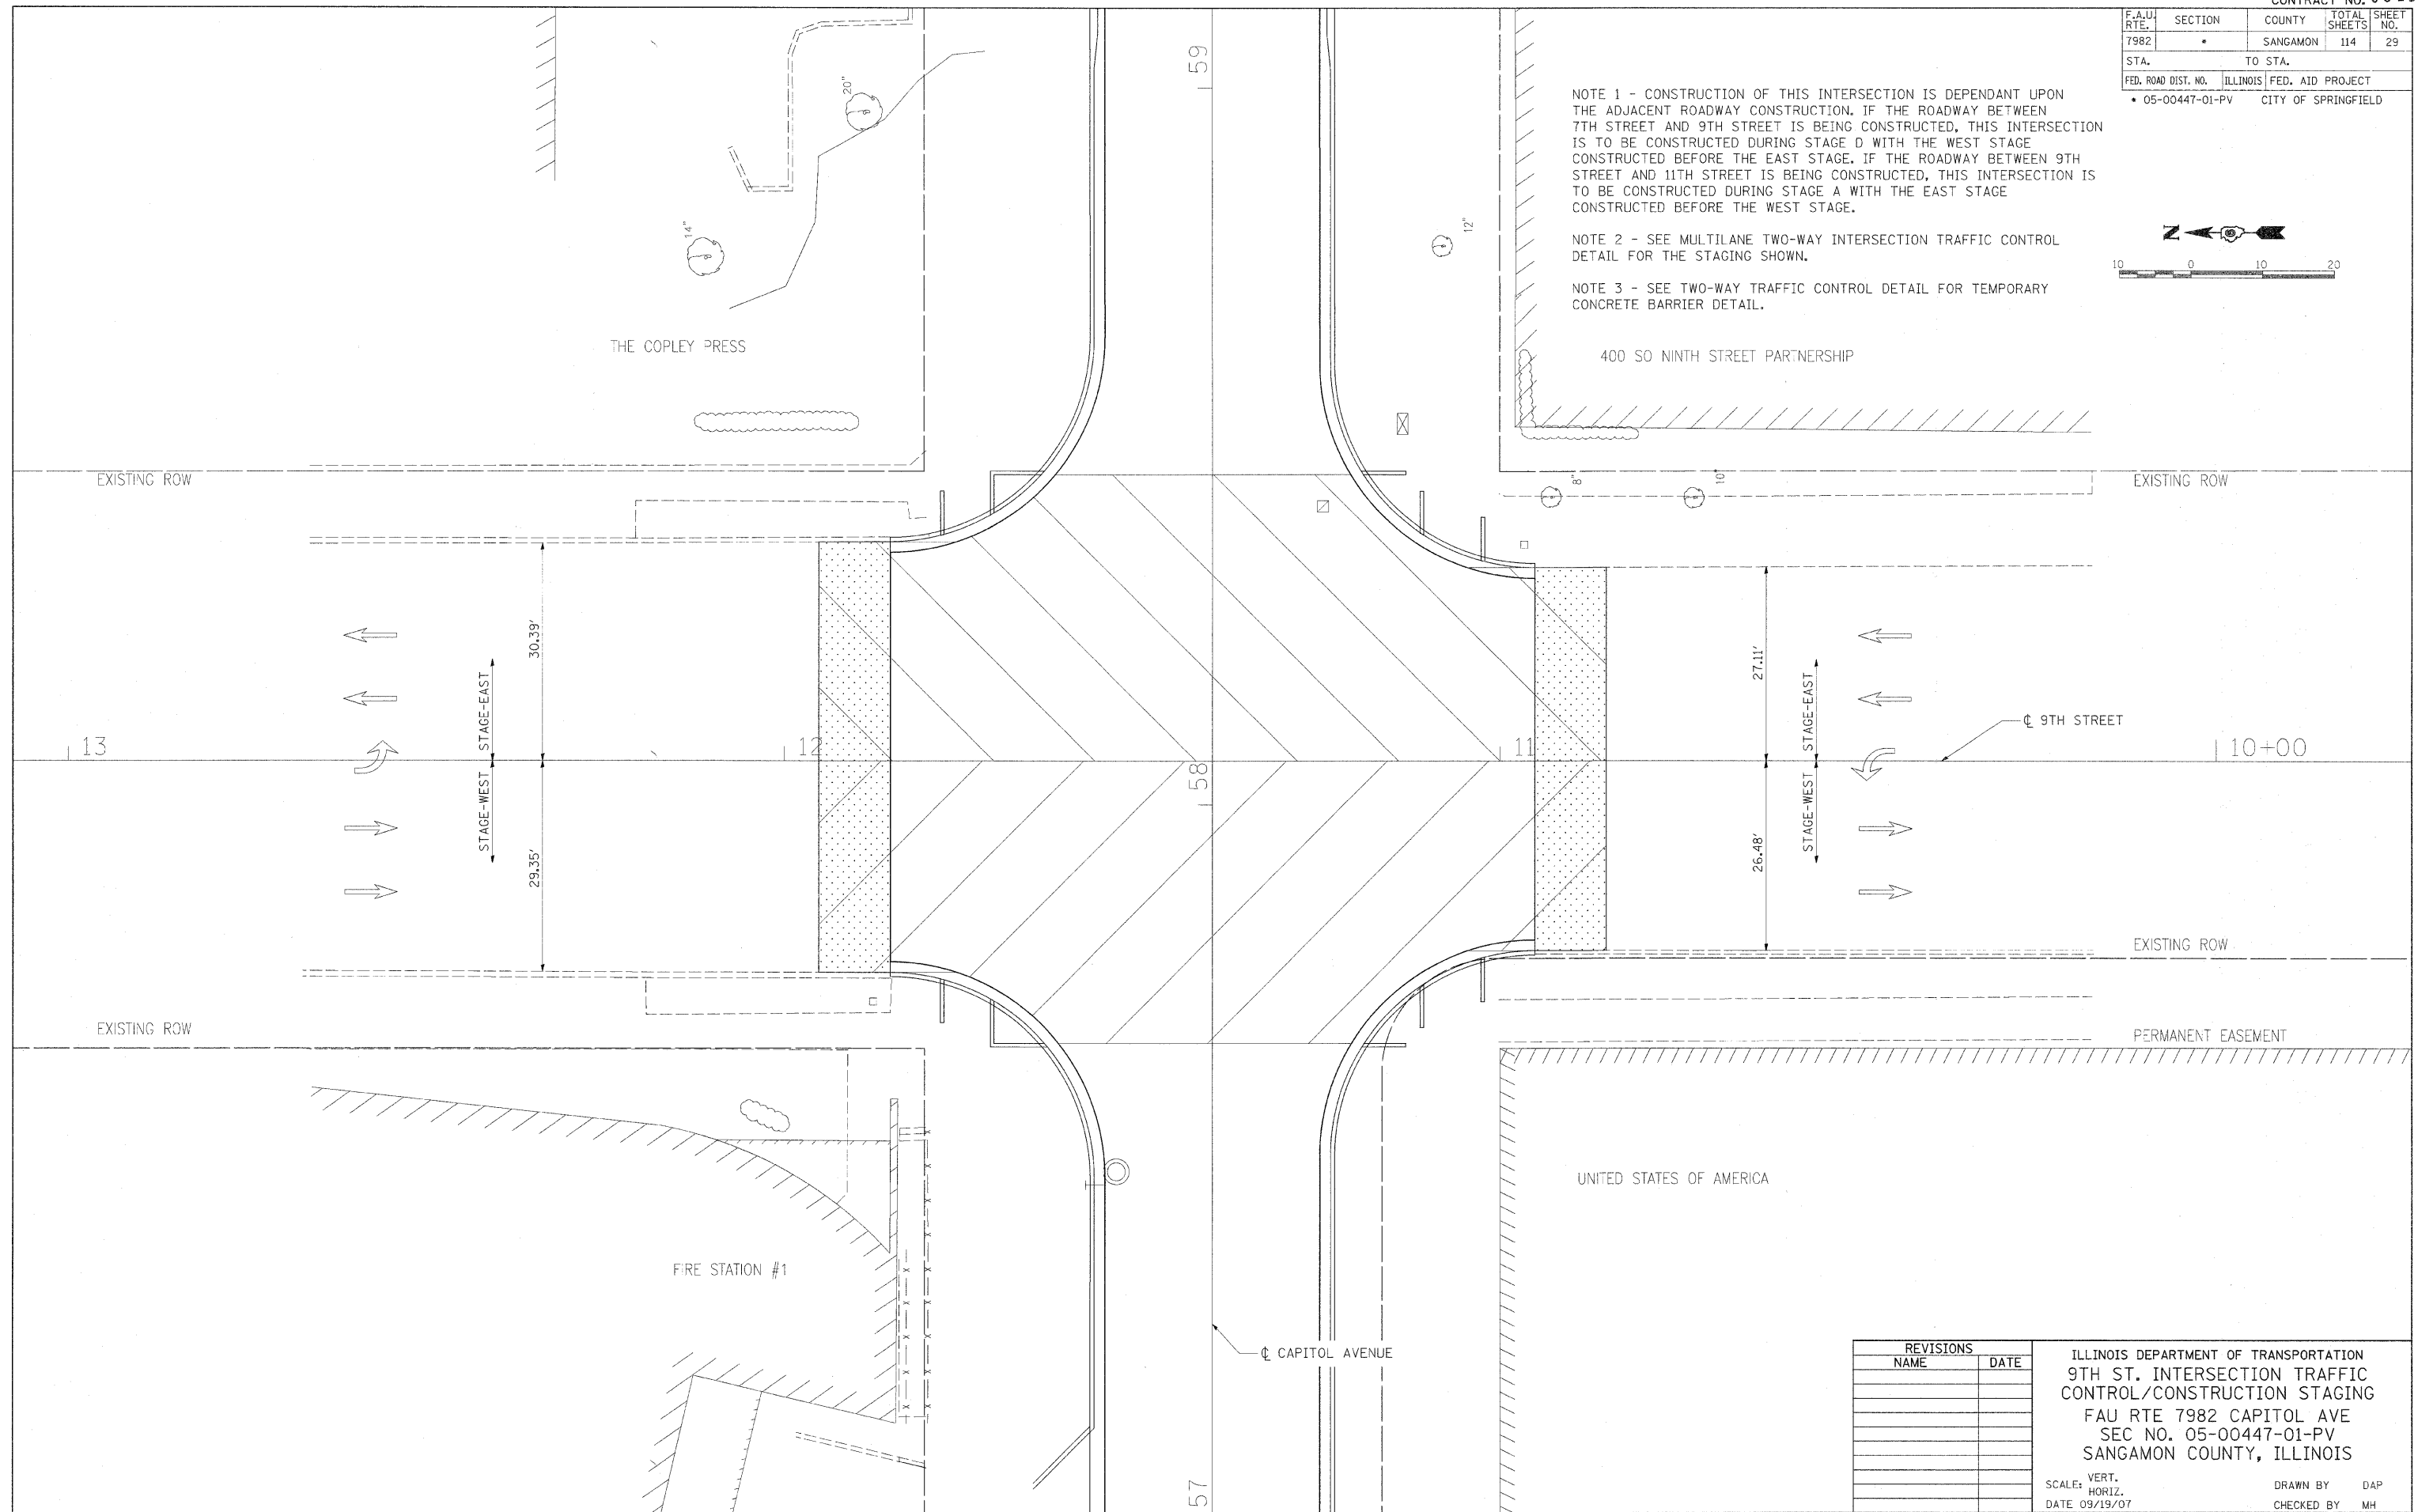 CONTRACT NO.
F.A.U. RTE. SECTION COUNTY TOTAL SHEETS SHEET NO.
7982 * SANGAMON 114 29
STA. TO STA.
FED. ROAD DIST. NO. ILLINOIS FED. AID PROJECT
* 05-00447-01-PV CITY OF SPRINGFIELD
NOTE 1 - CONSTRUCTION OF THIS INTERSECTION IS DEPENDANT UPON
THE ADJACENT ROADWAY CONSTRUCTION. IF THE ROADWAY BETWEEN
7TH STREET AND 9TH STREET IS BEING CONSTRUCTED, THIS INTERSECTION
IS TO BE CONSTRUCTED DURING STAGE D WITH THE WEST STAGE
CONSTRUCTED BEFORE THE EAST STAGE. IF THE ROADWAY BETWEEN 9TH
STREET AND 11TH STREET IS BEING CONSTRUCTED, THIS INTERSECTION IS
TO BE CONSTRUCTED DURING STAGE A WITH THE EAST STAGE
CONSTRUCTED BEFORE THE WEST STAGE.
NOTE 2 - SEE MULTILANE TWO-WAY INTERSECTION TRAFFIC CONTROL
DETAIL FOR THE STAGING SHOWN.
NOTE 3 - SEE TWO-WAY TRAFFIC CONTROL DETAIL FOR TEMPORARY
CONCRETE BARRIER DETAIL.
N
10 0 10 20
59
20"
14"
12"
THE COPLEY PRESS
400 SO NINTH STREET PARTNERSHIP
EXISTING ROW
8"
10"
EXISTING ROW
30.39'
STAGE-EAST
27.11'
STAGE-EAST
℄ 9TH STREET
13
12
11
10+00
58
STAGE-WEST
29.35'
26.48'
STAGE-WEST
EXISTING ROW
EXISTING ROW
PERMANENT EASEMENT
UNITED STATES OF AMERICA
FIRE STATION #1
℄ CAPITOL AVENUE
57
REVISIONS
NAME DATE
ILLINOIS DEPARTMENT OF TRANSPORTATION
9TH ST. INTERSECTION TRAFFIC
CONTROL/CONSTRUCTION STAGING
FAU RTE 7982 CAPITOL AVE
SEC NO. 05-00447-01-PV
SANGAMON COUNTY, ILLINOIS
SCALE: VERT.
HORIZ.
DRAWN BY DAP
DATE 09/19/07
CHECKED BY MH